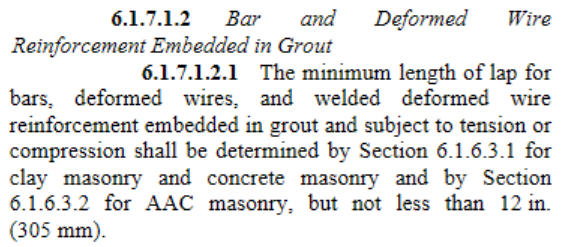 6.1.7.1.2 Bar and Deformed Wire
Reinforcement Embedded in Grout
6.1.7.1.2.1 The minimum length of lap for
bars, deformed wires, and welded deformed wire
reinforcement embedded in grout and subject to tension or
compression shall be determined by Section 6.1.6.3.1 for
clay masonry and concrete masonry and by Section
6.1.6.3.2 for AAC masonry, but not less than 12 in.
(305 mm).